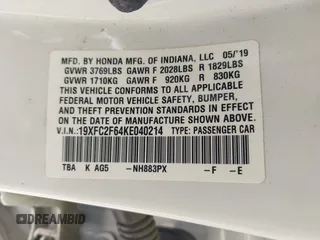 MFD. BY HONDA MFG. OF INDIANA, LLC 05/'19
GVWR 3769LBS GAWR F 2028LBS R 1829LBS
GVWR 1710KG GAWR F 920KG R 830KG
THIS VEHICLE CONFORMS TO ALL APPLICABLE
FEDERAL MOTOR VEHICLE SAFETY, BUMPER,
AND THEFT PREVENTION STANDARDS IN
EFFECT ON THE DATE OF MANUFACTURE
SHOWN ABOVE.
V.I.N.: 19XFC2F64KE040214 TYPE: PASSENGER CAR
TBA K AG5 -NH883PX -F -E